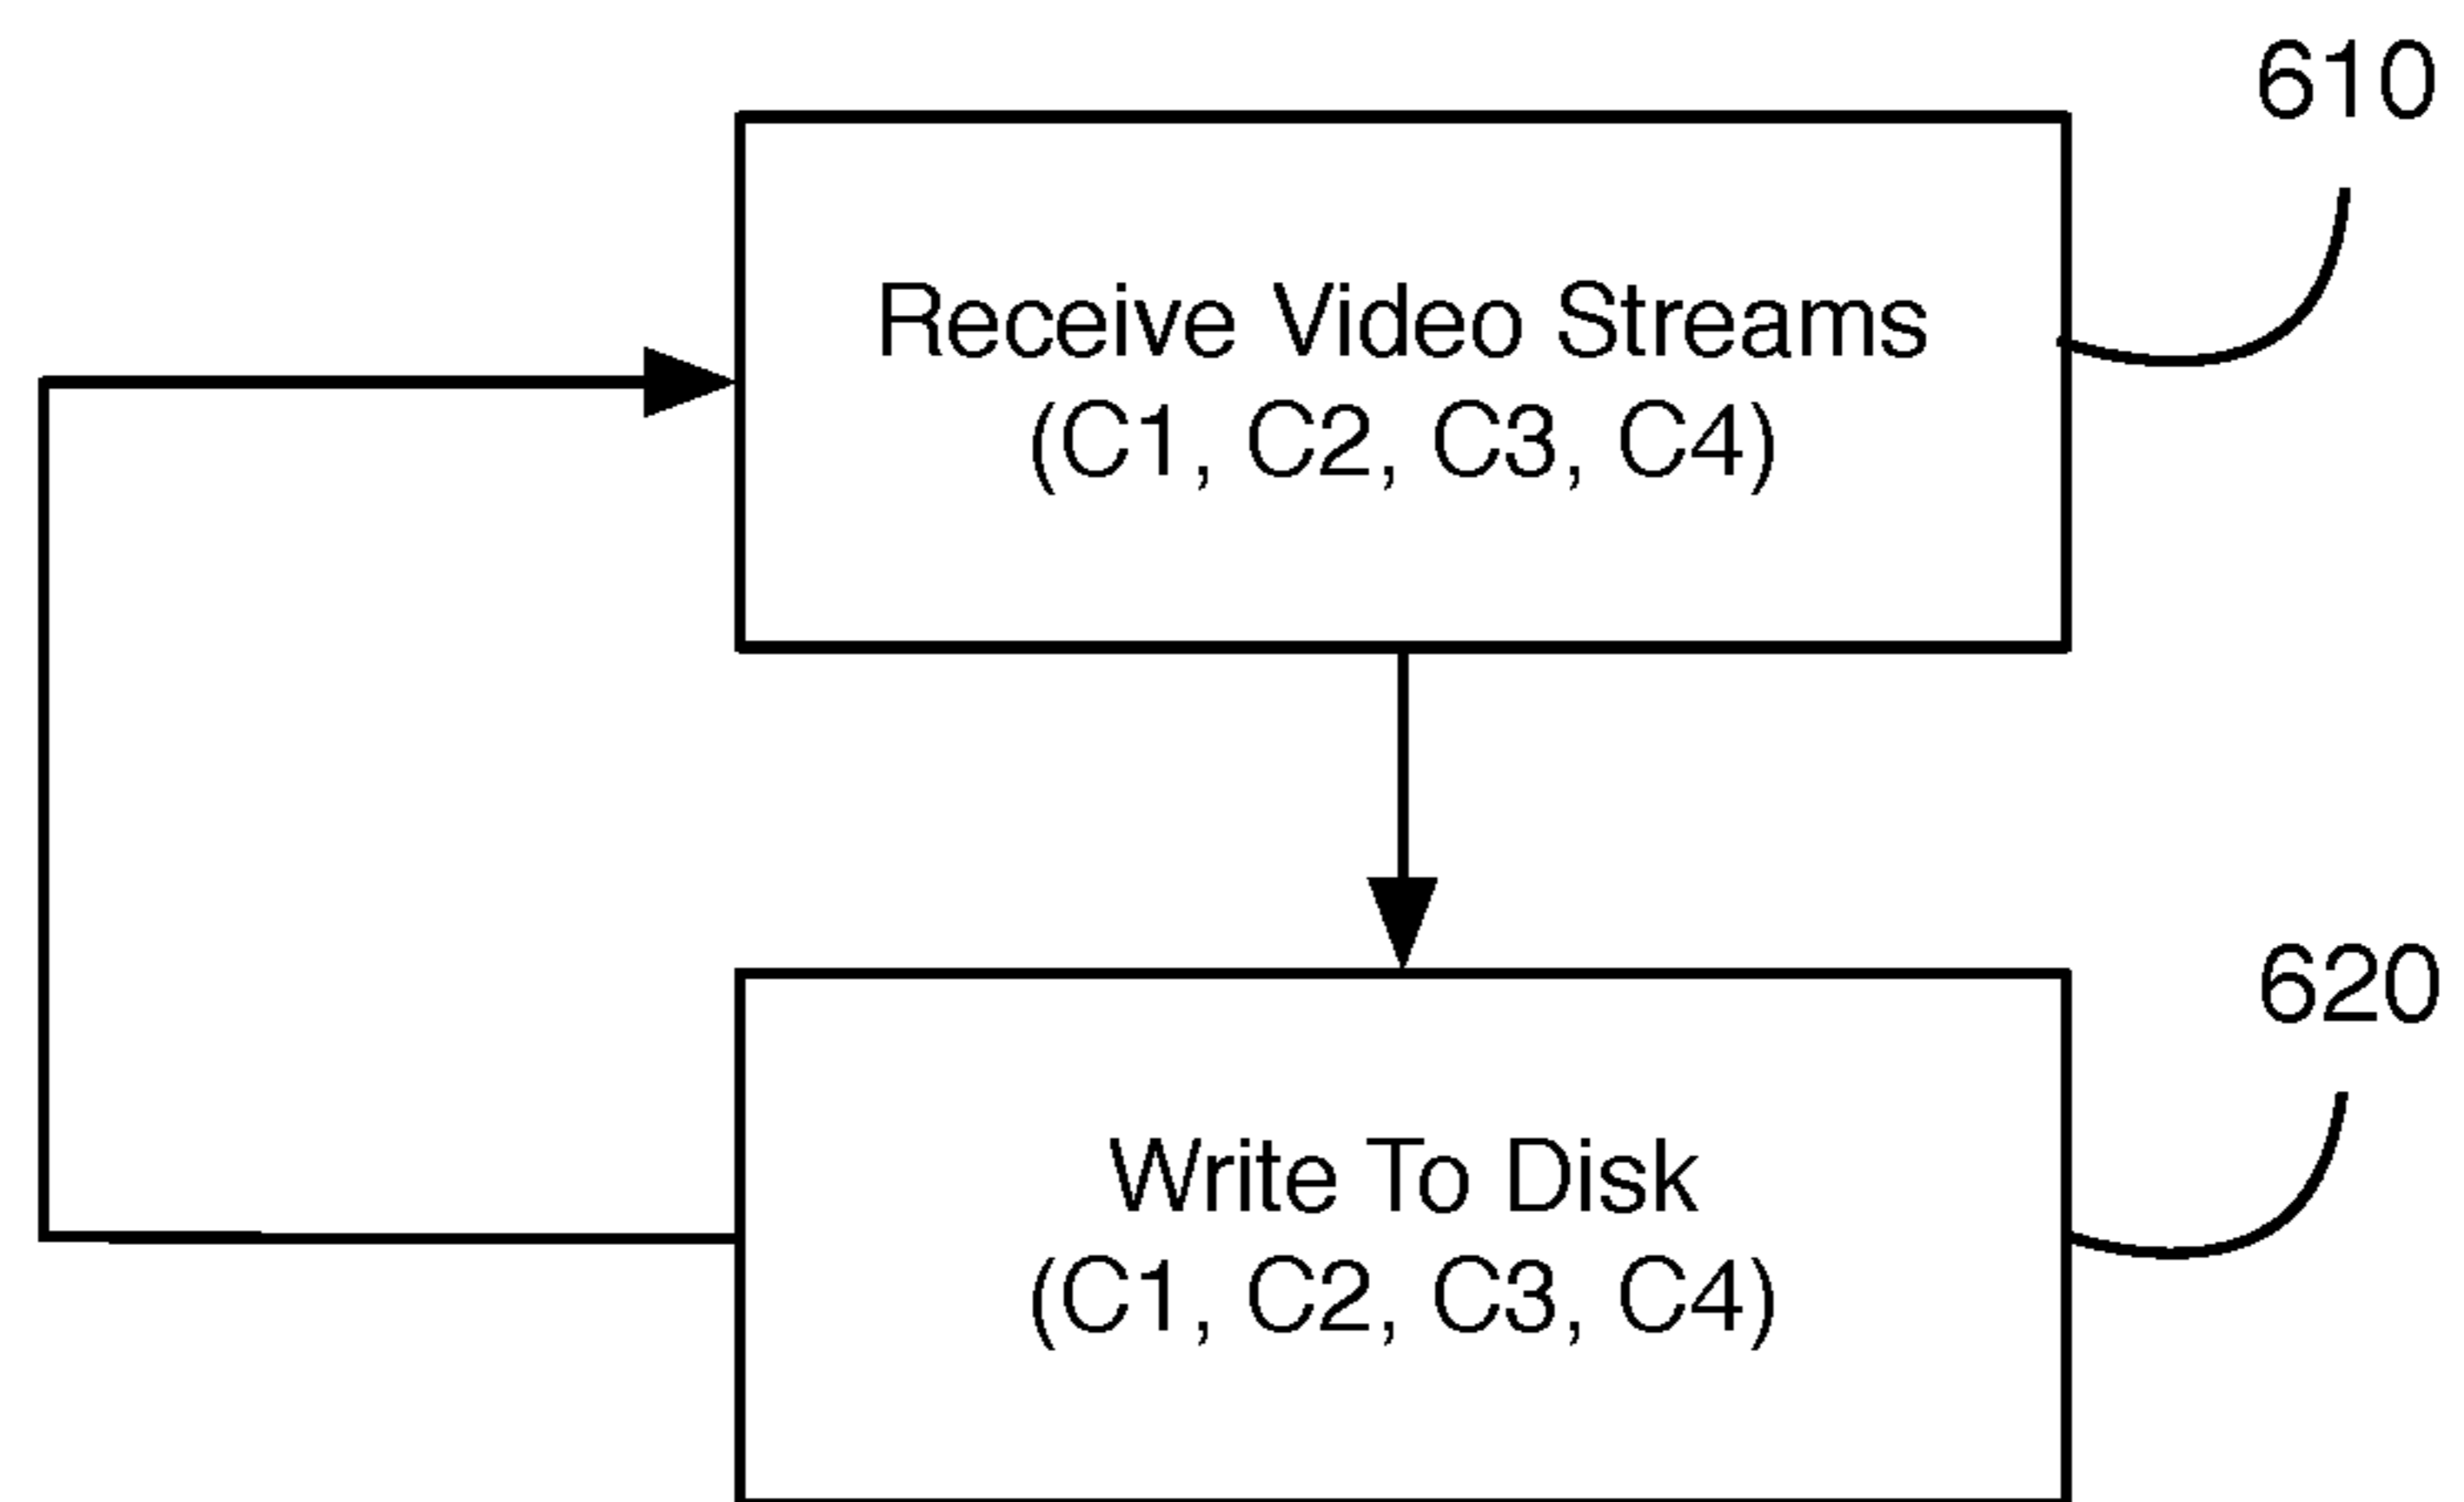 610
Receive Video Streams
(C1, C2, C3, C4)
620
Write To Disk
(C1, C2, C3, C4)